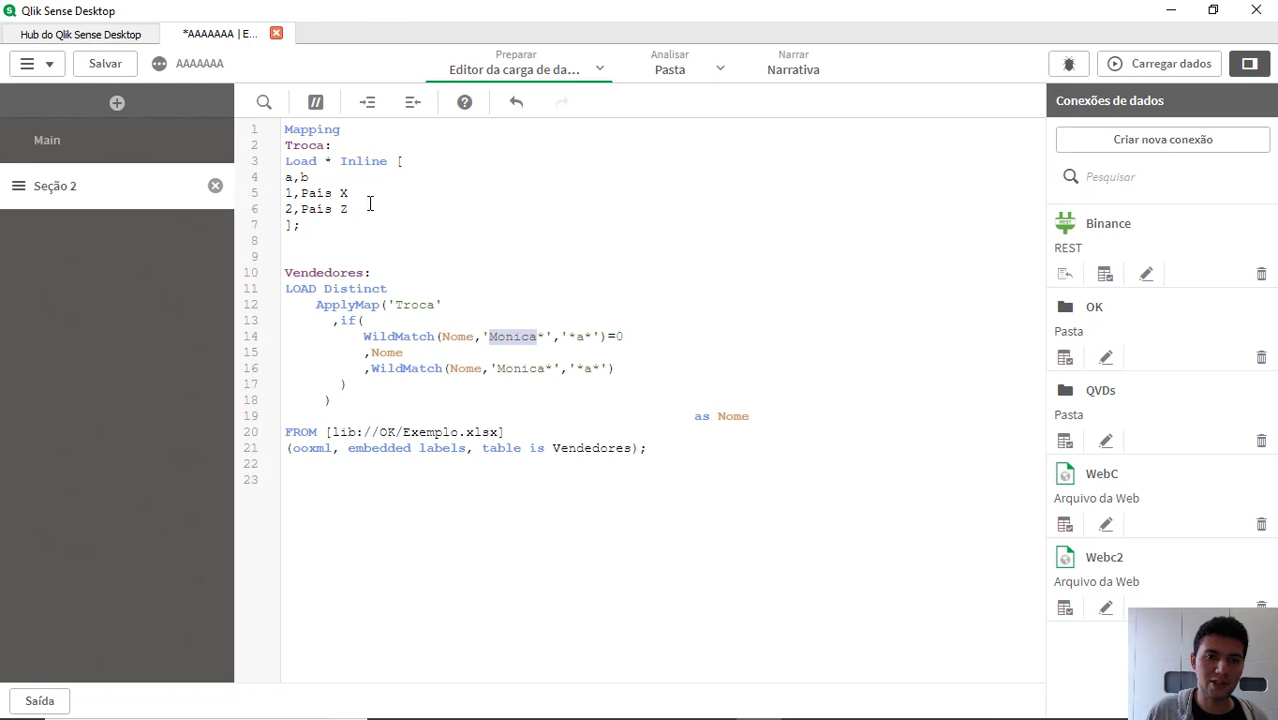 Qlik Sense Desktop
Hub do Qlik Sense Desktop
*AAAAAAA | E...
Salvar
AAAAAAA
Preparar
Editor da carga de da...
Analisar
Pasta
Narrar
Narrativa
Carregar dados
Main
Seção 2
1 Mapping
2 Troca:
3 Load * Inline [
4 a,b
5 1,País X
6 2,País Z
7 ];
8
9
10 Vendedores:
11 LOAD Distinct
12 ApplyMap('Troca'
13 ,if(
14 WildMatch(Nome,'Monica*','*a*')=0
15 ,Nome
16 ,WildMatch(Nome,'Monica*','*a*')
17 )
18 )
19 as Nome
20 FROM [lib://OK/Exemplo.xlsx]
21 (ooxml, embedded labels, table is Vendedores);
22
23
Conexões de dados
Criar nova conexão
Pesquisar
REST
Binance
REST
OK
Pasta
QVDs
Pasta
WebC
Arquivo da Web
Webc2
Arquivo da Web
Saída